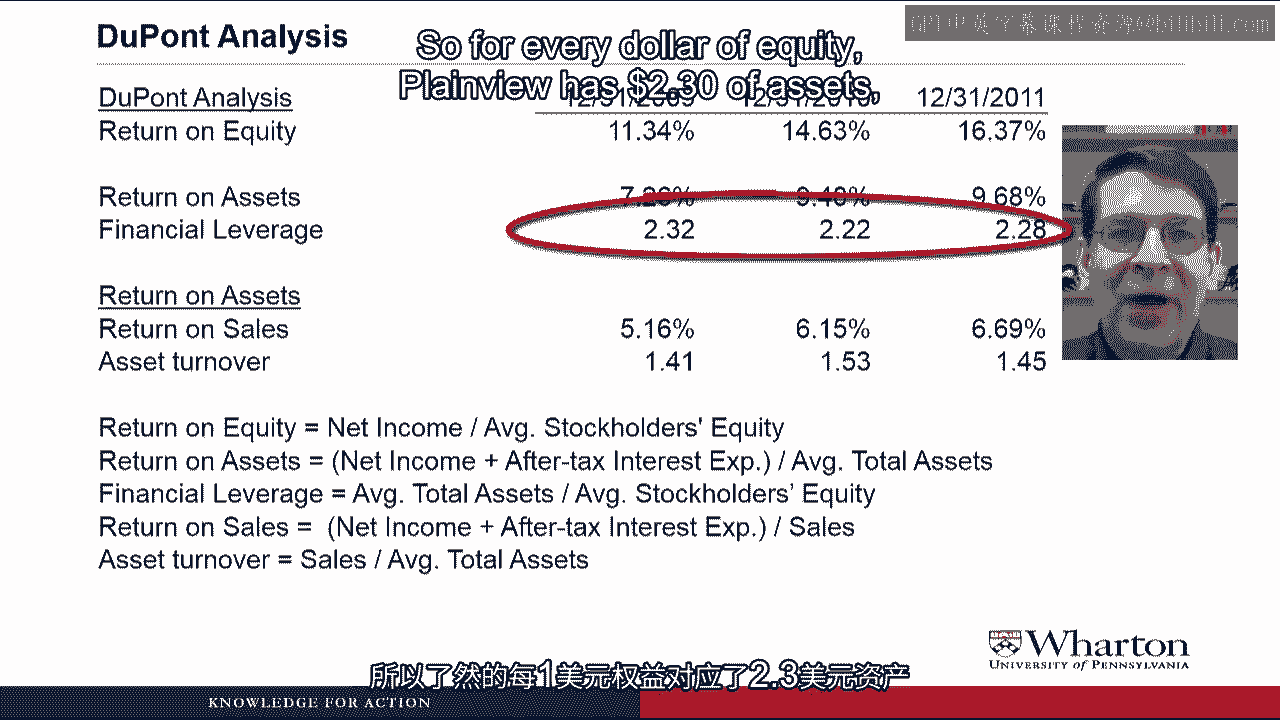 DuPont Analysis
So for every dollar of equity,
Plainview has $2.30 of assets,
DuPont Analysis 12/31/2011
Return on Equity 11.34% 14.63% 16.37%
Return on Assets 9.68%
Financial Leverage 2.32 2.22 2.28
Return on Assets
Return on Sales 5.16% 6.15% 6.69%
Asset turnover 1.41 1.53 1.45
Return on Equity = Net Income / Avg. Stockholders' Equity
Return on Assets = (Net Income + After-tax Interest Exp.) / Avg. Total Assets
Financial Leverage = Avg. Total Assets / Avg. Stockholders’ Equity
Return on Sales = (Net Income + After-tax Interest Exp.) / Sales
Asset turnover = Sales / Avg. Total Assets
Wharton
UNIVERSITY of PENNSYLVANIA
所以了然的每1美元权益对应了2.3美元资产
KNOWLEDGE FOR ACTION